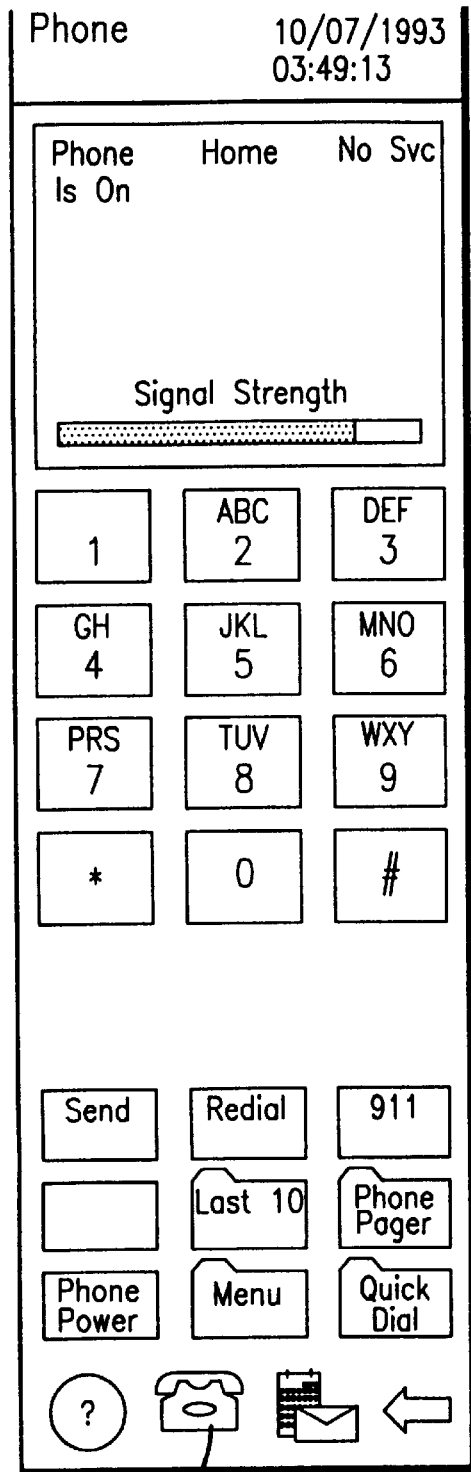 Phone 10/07/1993
03:49:13
Phone Home No Svc
Is On
Signal Strength
1 ABC 2 DEF 3
GH 4 JKL 5 MNO 6
PRS 7 TUV 8 WXY 9
* 0 #
Send Redial 911
Last 10 Phone Pager
Phone Power Menu Quick Dial
?